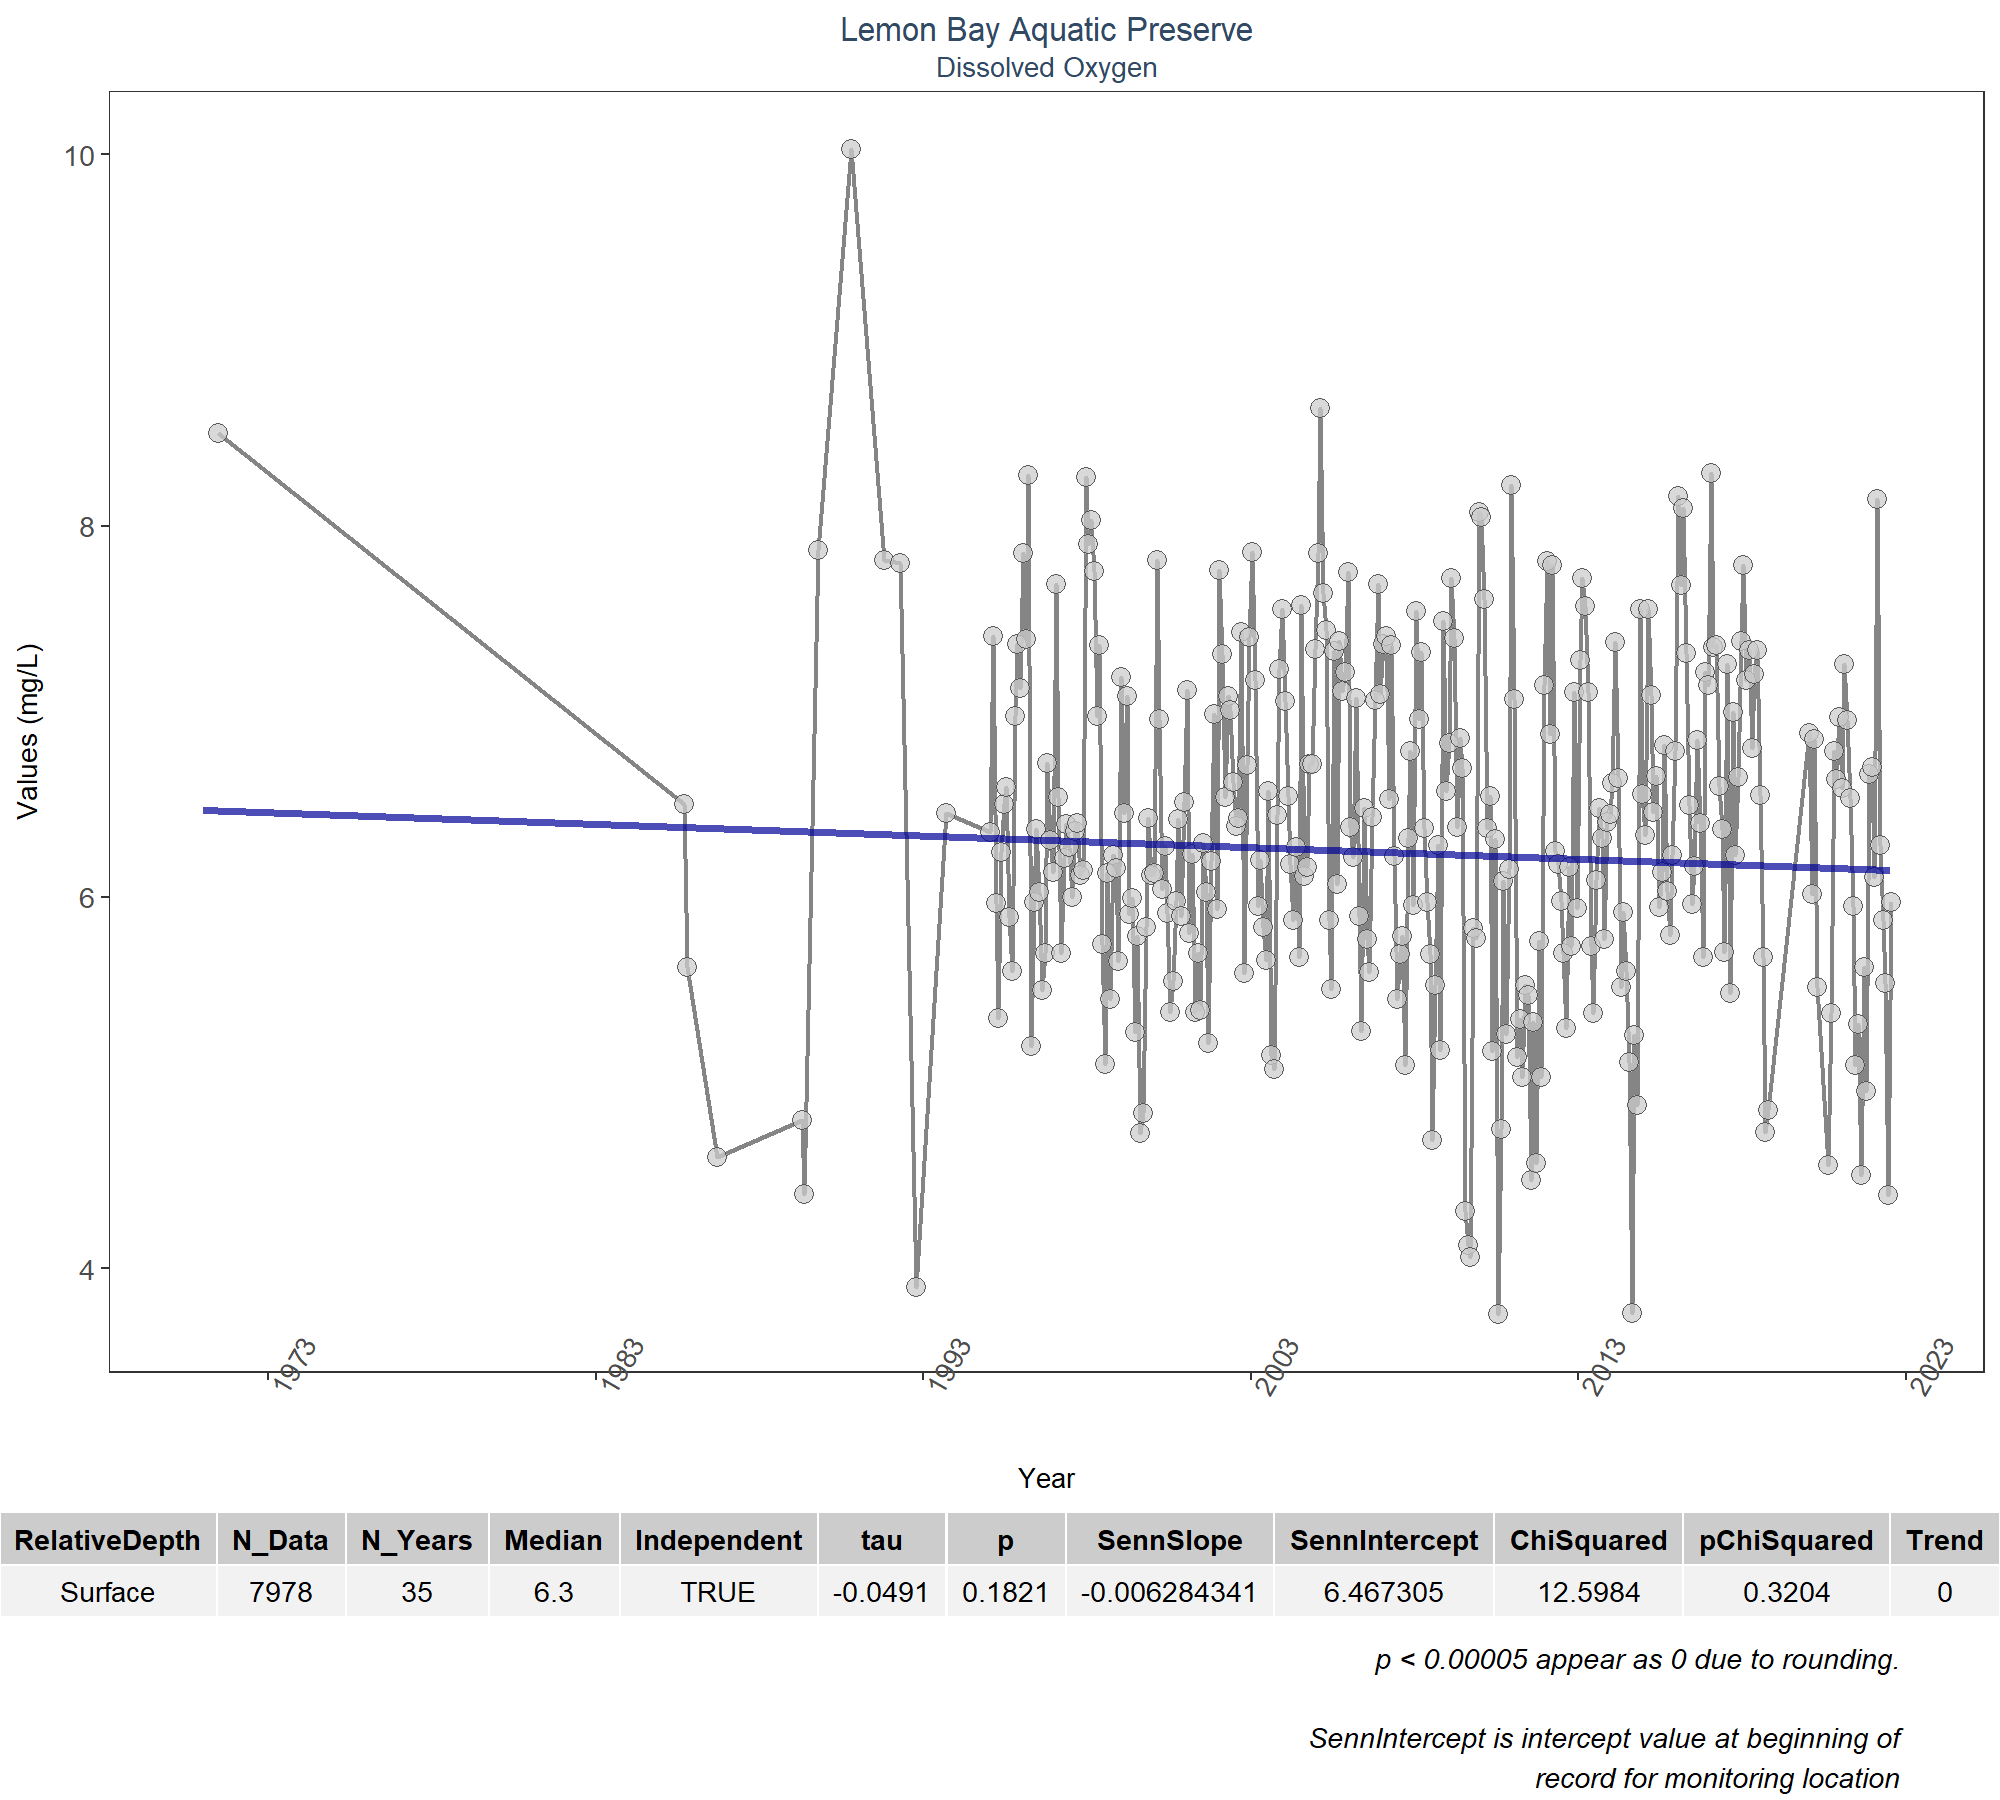 Lemon Bay Aquatic Preserve
Dissolved Oxygen
10
8
6
4
Values (mg/L)
1973 1983 1993 2003 2013 2023
Year
RelativeDepth N_Data N_Years Median Independent tau p SennSlope SennIntercept ChiSquared pChiSquared Trend
Surface 7978 35 6.3 TRUE -0.0491 0.1821 -0.006284341 6.467305 12.5984 0.3204 0
p < 0.00005 appear as 0 due to rounding.
SennIntercept is intercept value at beginning of
record for monitoring location